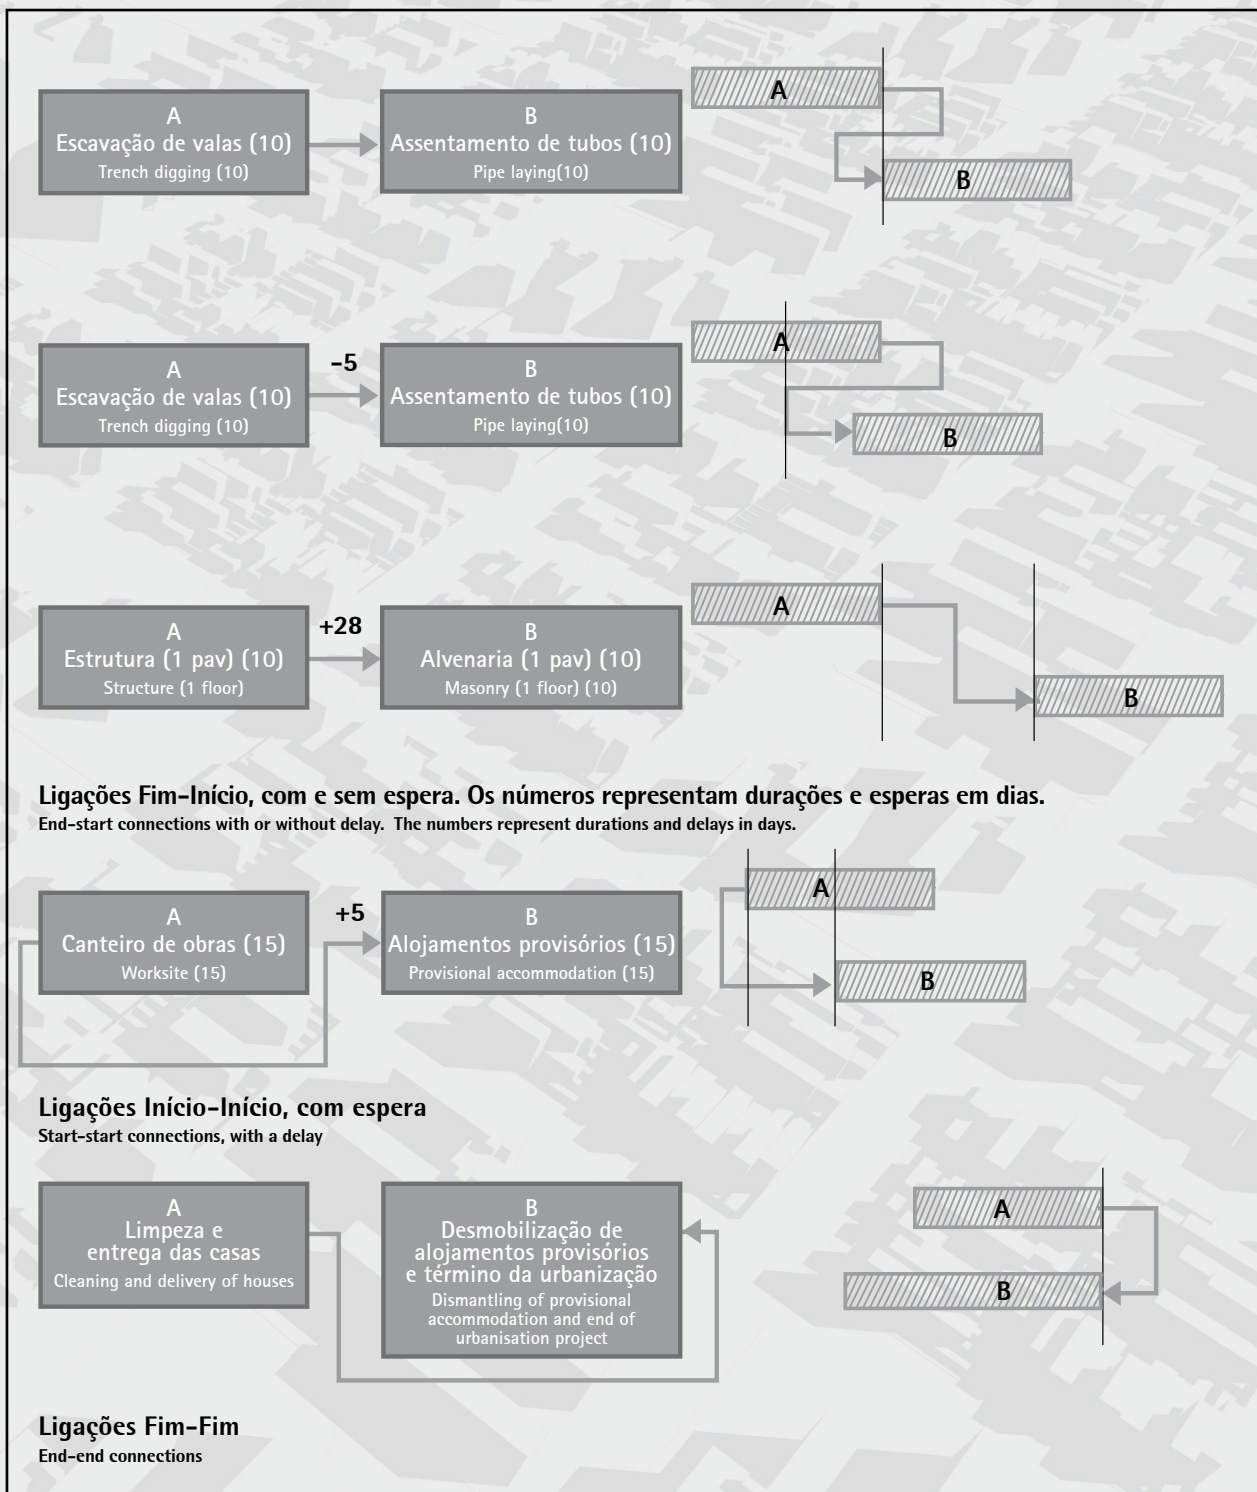 A
Escavação de valas (10)
Trench digging (10)
B
Assentamento de tubos (10)
Pipe laying(10)
A
B
A
Escavação de valas (10)
Trench digging (10)
-5
B
Assentamento de tubos (10)
Pipe laying(10)
A
B
A
Estrutura (1 pav) (10)
Structure (1 floor)
+28
B
Alvenaria (1 pav) (10)
Masonry (1 floor) (10)
A
B
Ligações Fim-Início, com e sem espera. Os números representam durações e esperas em dias.
End-start connections with or without delay. The numbers represent durations and delays in days.
A
Canteiro de obras (15)
Worksite (15)
+5
B
Alojamentos provisórios (15)
Provisional accommodation (15)
A
B
Ligações Início-Início, com espera
Start-start connections, with a delay
A
Limpeza e
entrega das casas
Cleaning and delivery of houses
B
Desmobilização de
alojamentos provisórios
e término da urbanização
Dismantling of provisional
accommodation and end of
urbanisation project
A
B
Ligações Fim-Fim
End-end connections